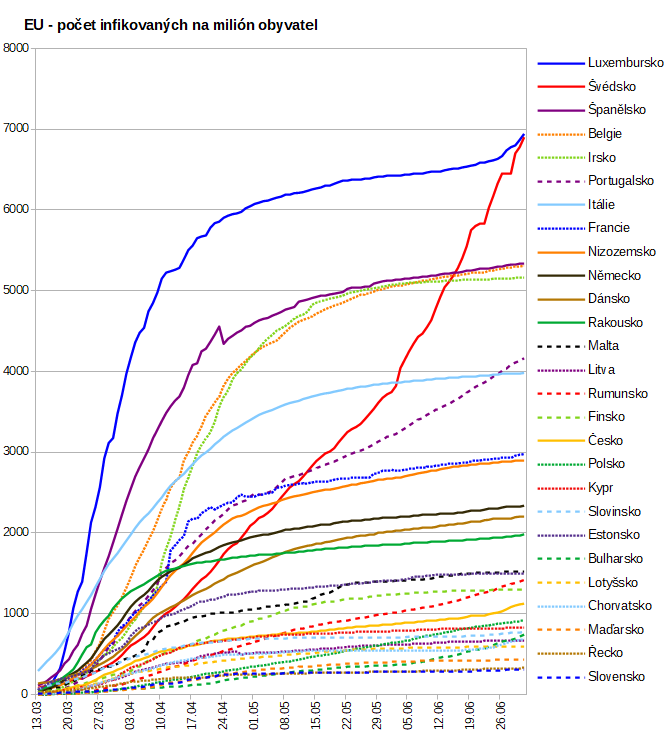 EU - počet infikovaných na milión obyvatel
8000
7000
6000
5000
4000
3000
2000
1000
0
13.03
20.03
27.03
03.04
10.04
17.04
24.04
01.05
08.05
15.05
22.05
29.05
05.06
12.06
19.06
26.06
Luxembursko
Švédsko
Španělsko
Belgie
Irsko
Portugalsko
Itálie
Francie
Nizozemsko
Německo
Dánsko
Rakousko
Malta
Litva
Rumunsko
Finsko
Česko
Polsko
Kypr
Slovinsko
Estonsko
Bulharsko
Lotyšsko
Chorvatsko
Maďarsko
Řecko
Slovensko